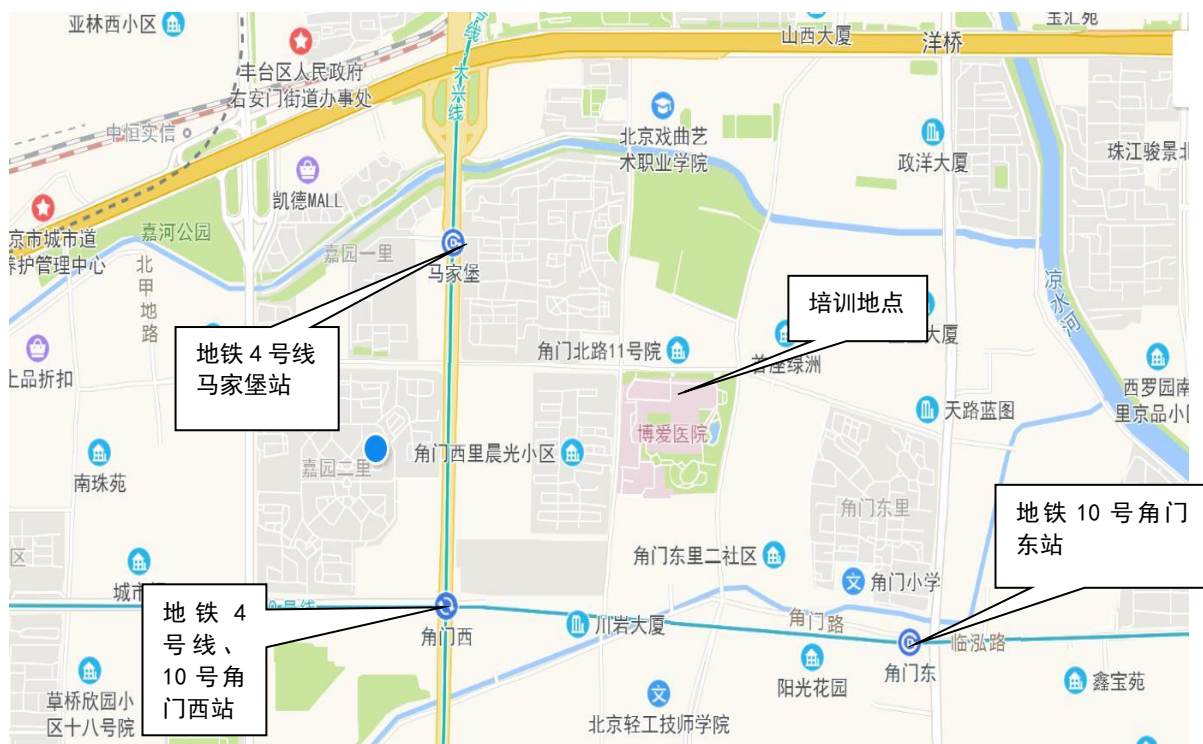 亚林西小区
宝汇苑
山西大厦
洋桥
丰台区人民政府
右安门街道办事处
号线
大兴线
中恒实信
北京戏曲艺
术职业学院
政洋大厦
珠江骏景北
凯德MALL
京市城市道
养护管理中心
嘉河公园
嘉园一里
北甲地路
马家堡
凉水河
培训地点
地铁 4 号线
马家堡站
角门北路11号院
首座绿洲
大厦
上品折扣
西罗园南
里京品小
天路蓝图
博爱医院
角门西里晨光小区
嘉园二里
南珠苑
角门东里
地铁 10 号角门
东站
区
角门东里二社区
角门小学
城市
地铁 4
号线、
10 号角
门西站
号线
角门西
川岩大厦
角门路
临泓路
角门东
阳光花园
鑫宝苑
草桥欣园小
区十八号院
北京轻工技师学院